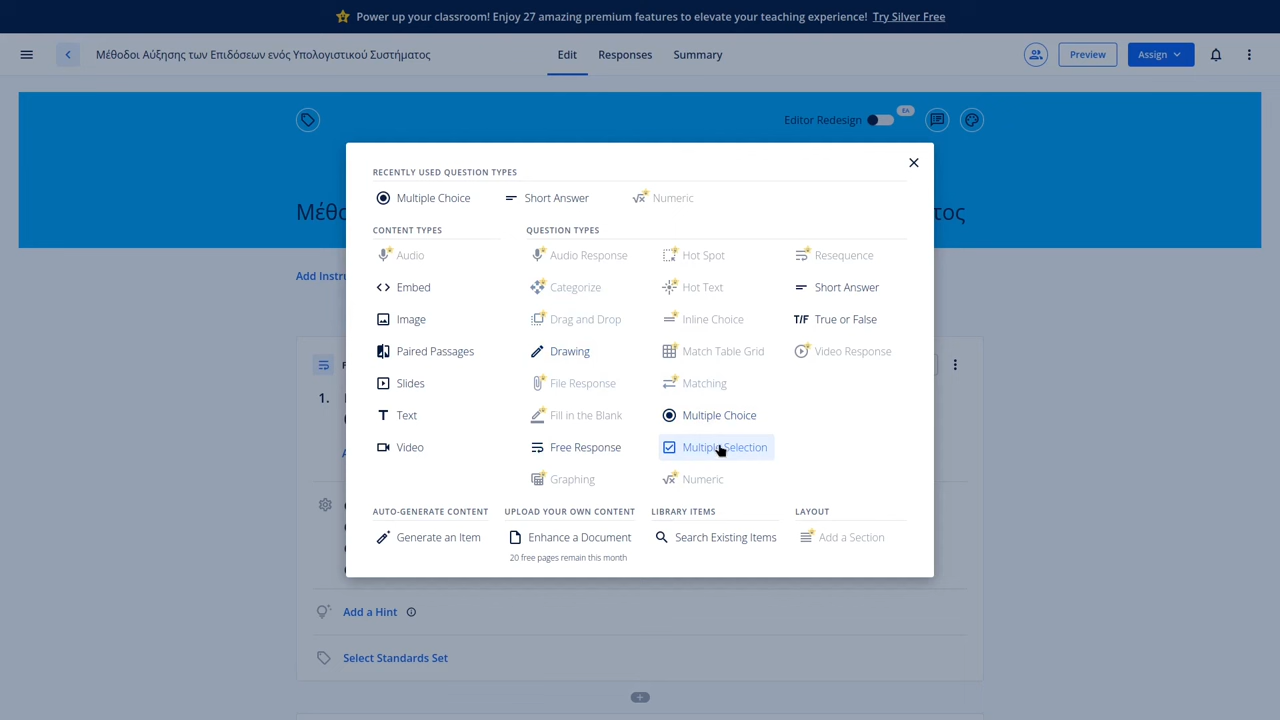 Power up your classroom! Enjoy 27 amazing premium features to elevate your teaching experience! Try Silver Free
Μέθοδοι Αύξησης των Επιδόσεων ενός Υπολογιστικού Συστήματος
Edit Responses Summary
Preview Assign
Editor Redesign EA
RECENTLY USED QUESTION TYPES
Multiple Choice Short Answer Numeric
CONTENT TYPES QUESTION TYPES
Audio Audio Response Hot Spot Resequence
Embed Categorize Hot Text Short Answer
Image Drag and Drop Inline Choice T/F True or False
Paired Passages Drawing Match Table Grid Video Response
Slides File Response Matching
Text Fill in the Blank Multiple Choice
Video Free Response Multiple Selection
Graphing Numeric
AUTO-GENERATE CONTENT UPLOAD YOUR OWN CONTENT LIBRARY ITEMS LAYOUT
Generate an Item Enhance a Document Search Existing Items Add a Section
20 free pages remain this month
1.
Add a Hint
Select Standards Set